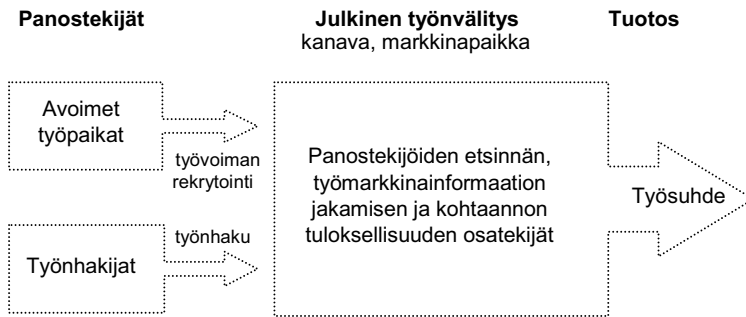 Panostekijät
Julkinen työnvälitys
kanava, markkinapaikka
Tuotos
Avoimet
työpaikat
työvoiman
rekrytointi
työnhaku
Työnhakijat
Panostekijöiden etsinnän,
työmarkkinainformaation
jakamisen ja kohtaannon
tuloksellisuuden osatekijät
Työsuhde